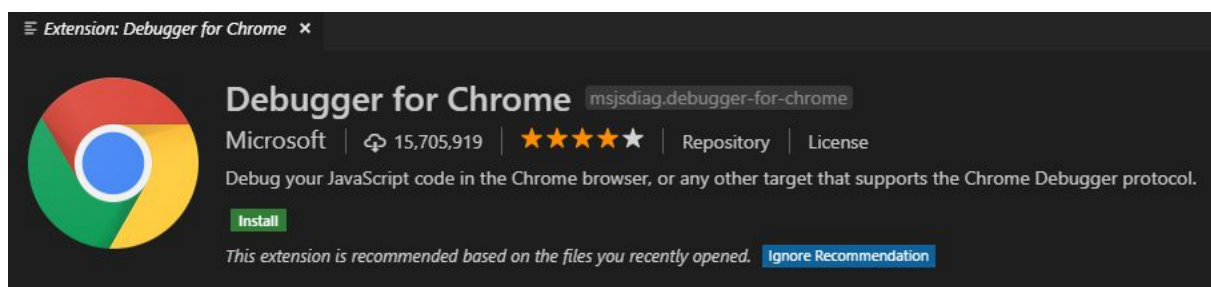 Extension: Debugger for Chrome ×
Debugger for Chrome msjsdiag.debugger-for-chrome
Microsoft 15,705,919 Repository License
Debug your JavaScript code in the Chrome browser, or any other target that supports the Chrome Debugger protocol.
Install
This extension is recommended based on the files you recently opened. Ignore Recommendation